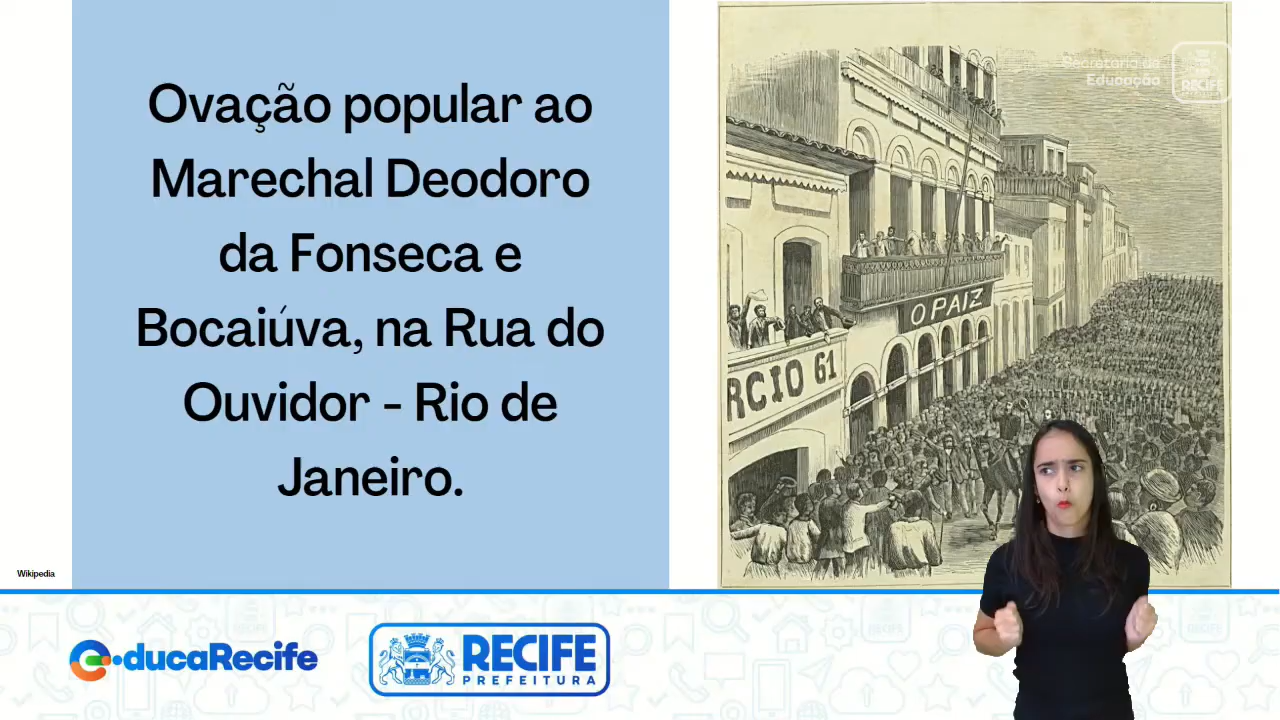 Ovação popular ao
Marechal Deodoro
da Fonseca e
Bocaiúva, na Rua do
Ouvidor - Rio de
Janeiro.
Secretaria de
Educação
RECIFE
O PAIZ
RCIO 61
Wikipedia
ducaRecife
RECIFE
PREFEITURA